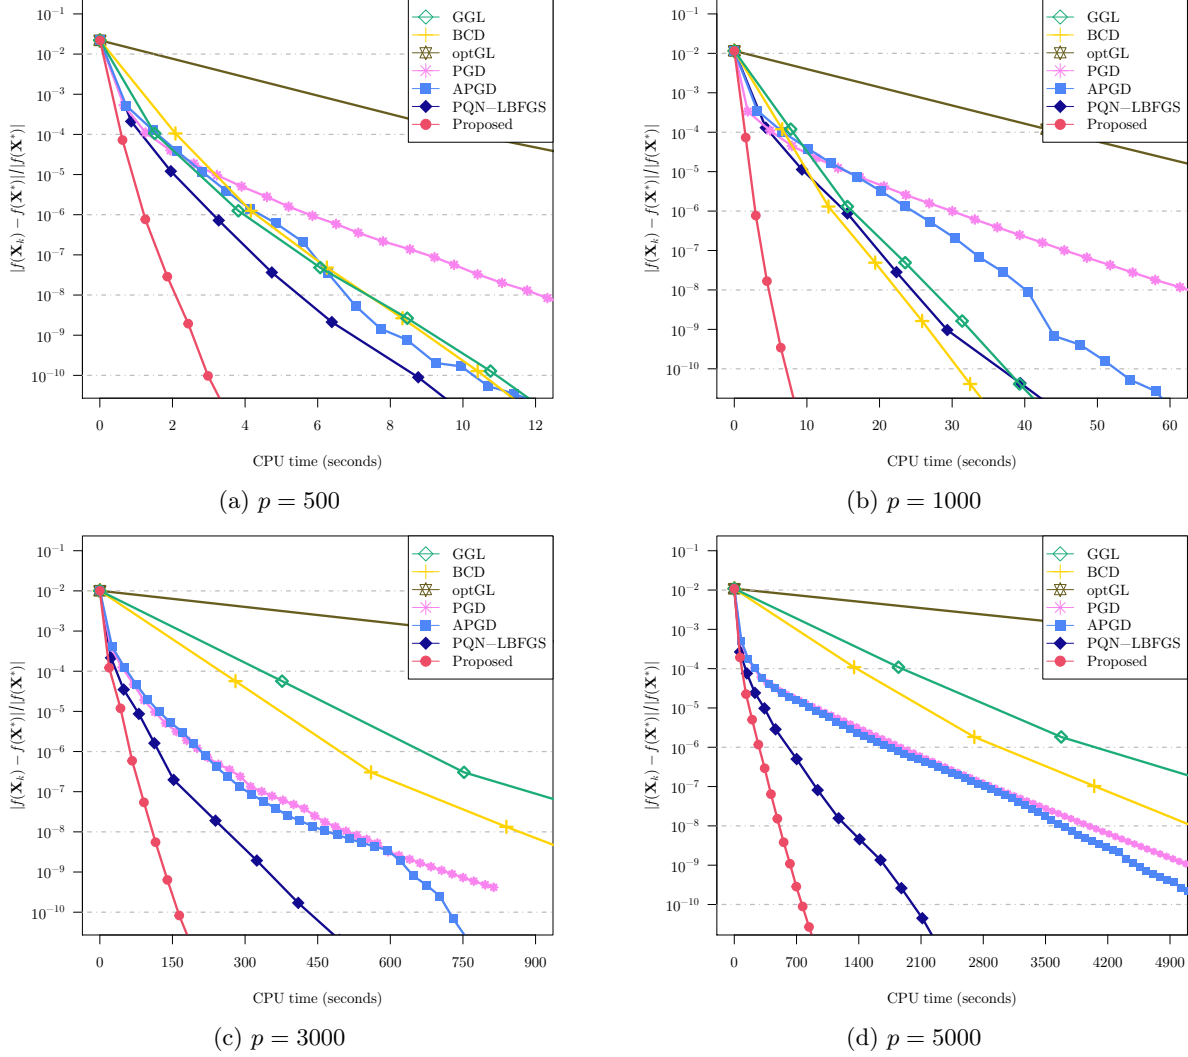 10⁻¹
10⁻²
10⁻³
10⁻⁴
10⁻⁵
10⁻⁶
10⁻⁷
10⁻⁸
10⁻⁹
10⁻¹⁰
|f(𝐗ₖ) − f(𝐗*)|/|f(𝐗*)|
GGL
BCD
optGL
PGD
APGD
PQN−LBFGS
Proposed
0 2 4 6 8 10 12
CPU time (seconds)
(a) p = 500
10⁻¹
10⁻²
10⁻³
10⁻⁴
10⁻⁵
10⁻⁶
10⁻⁷
10⁻⁸
10⁻⁹
10⁻¹⁰
|f(𝐗ₖ) − f(𝐗*)|/|f(𝐗*)|
GGL
BCD
optGL
PGD
APGD
PQN−LBFGS
Proposed
0 10 20 30 40 50 60
CPU time (seconds)
(b) p = 1000
10⁻¹
10⁻²
10⁻³
10⁻⁴
10⁻⁵
10⁻⁶
10⁻⁷
10⁻⁸
10⁻⁹
10⁻¹⁰
|f(𝐗ₖ) − f(𝐗*)|/|f(𝐗*)|
GGL
BCD
optGL
PGD
APGD
PQN−LBFGS
Proposed
0 150 300 450 600 750 900
CPU time (seconds)
(c) p = 3000
10⁻¹
10⁻²
10⁻³
10⁻⁴
10⁻⁵
10⁻⁶
10⁻⁷
10⁻⁸
10⁻⁹
10⁻¹⁰
|f(𝐗ₖ) − f(𝐗*)|/|f(𝐗*)|
GGL
BCD
optGL
PGD
APGD
PQN−LBFGS
Proposed
0 700 1400 2100 2800 3500 4200 4900
CPU time (seconds)
(d) p = 5000